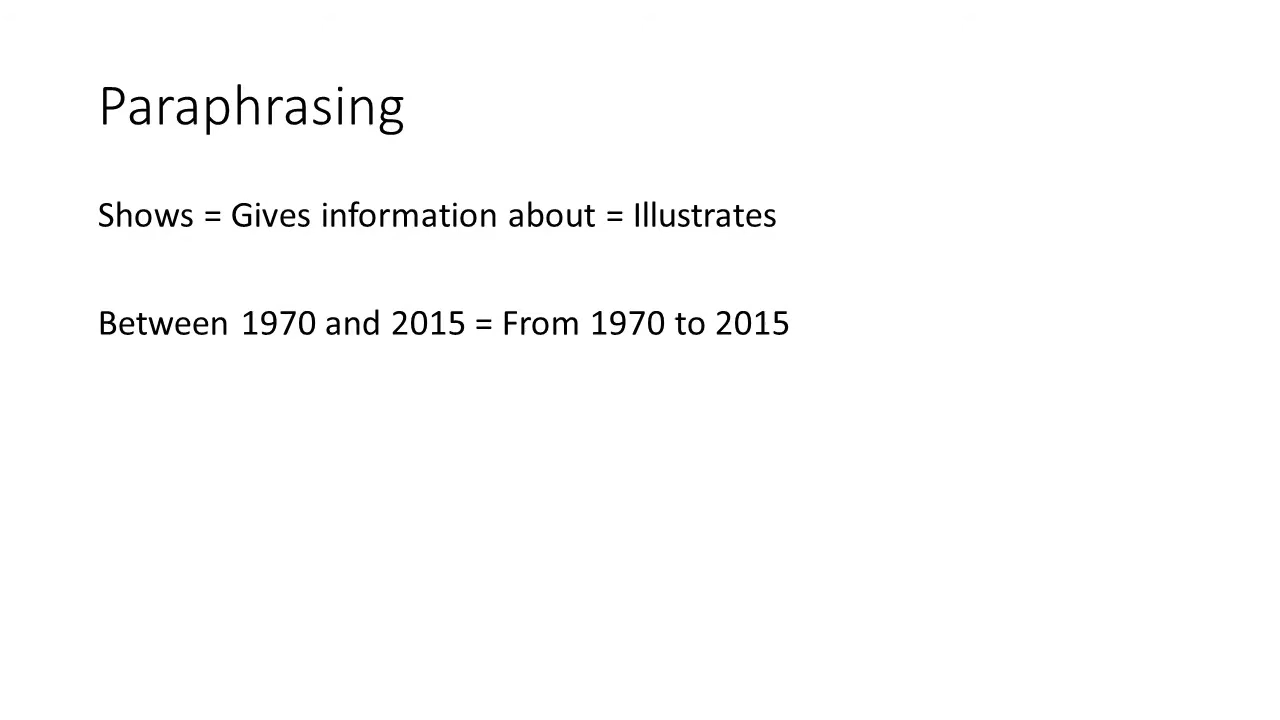 Paraphrasing
Shows = Gives information about = Illustrates
Between 1970 and 2015 = From 1970 to 2015